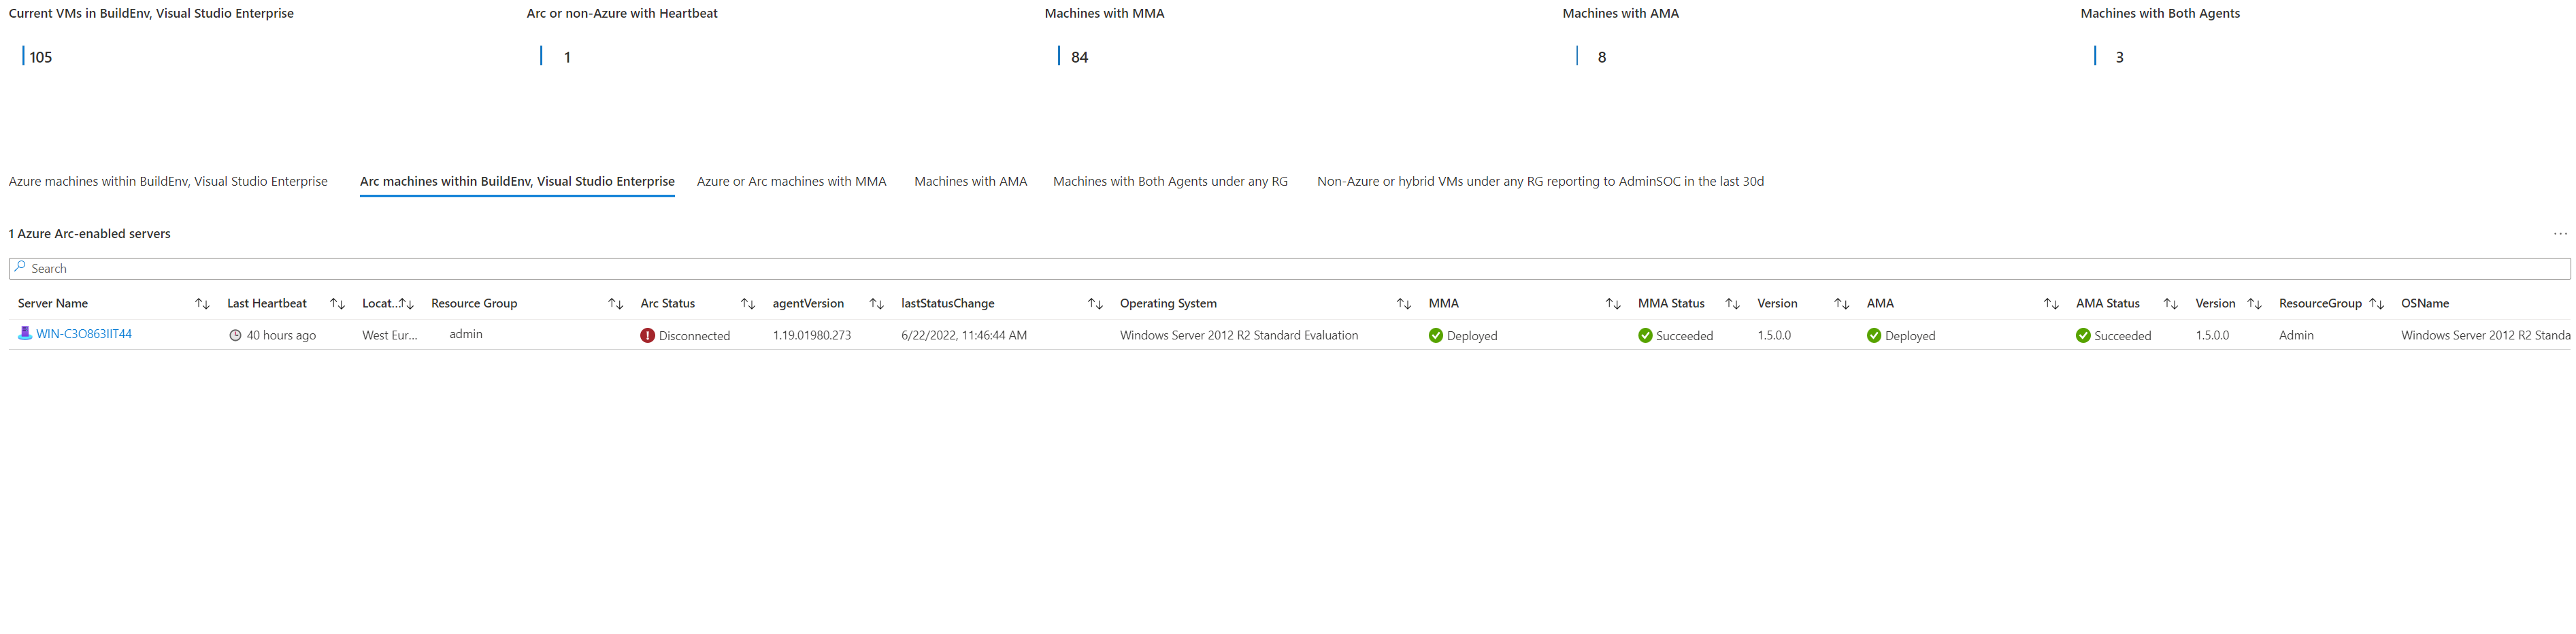 Current VMs in BuildEnv, Visual Studio Enterprise Arc or non-Azure with Heartbeat Machines with MMA Machines with AMA Machines with Both Agents
105 1 84 8 3
Azure machines within BuildEnv, Visual Studio Enterprise Arc machines within BuildEnv, Visual Studio Enterprise Azure or Arc machines with MMA Machines with AMA Machines with Both Agents under any RG Non-Azure or hybrid VMs under any RG reporting to AdminSOC in the last 30d
1 Azure Arc-enabled servers ...
Search
Server Name Last Heartbeat Locat... Resource Group Arc Status agentVersion lastStatusChange Operating System MMA MMA Status Version AMA AMA Status Version ResourceGroup OSName
WIN-C3O863IIT44 40 hours ago West Eur... admin Disconnected 1.19.01980.273 6/22/2022, 11:46:44 AM Windows Server 2012 R2 Standard Evaluation Deployed Succeeded 1.5.0.0 Deployed Succeeded 1.5.0.0 Admin Windows Server 2012 R2 Standa